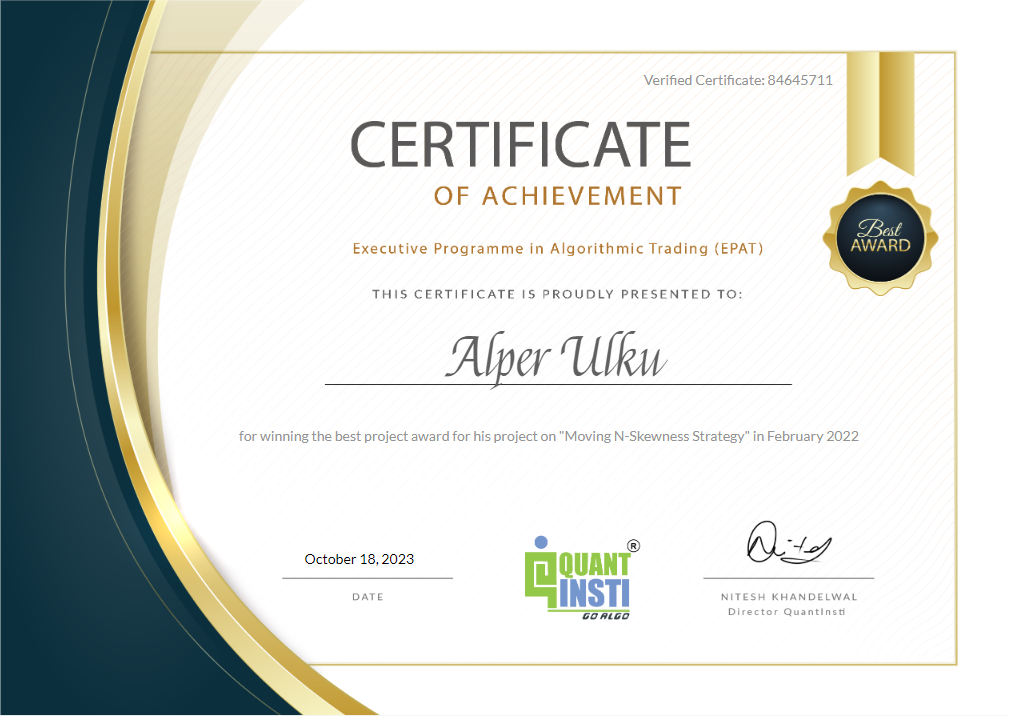 Verified Certificate: 84645711
CERTIFICATE
OF ACHIEVEMENT
Best
AWARD
Executive Programme in Algorithmic Trading (EPAT)
THIS CERTIFICATE IS PROUDLY PRESENTED TO:
Alper Ulku
for winning the best project award for his project on "Moving N-Skewness Strategy" in February 2022
October 18, 2023
DATE
QUANT
INSTI
®
GO ALGO
Nitesh
NITESH KHANDELWAL
Director QuantInsti